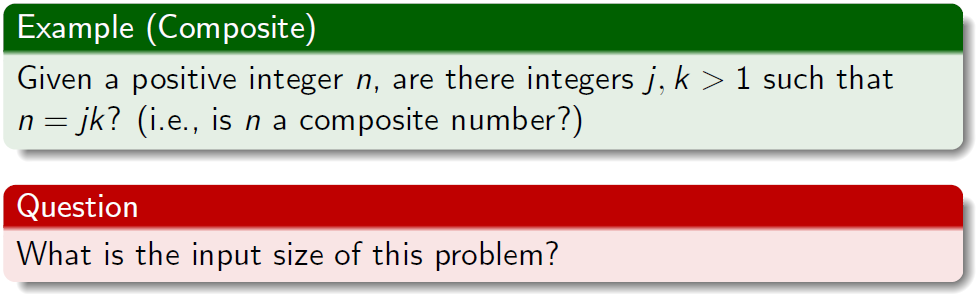 Example (Composite)
Given a positive integer n, are there integers j, k > 1 such that
n = jk? (i.e., is n a composite number?)
Question
What is the input size of this problem?